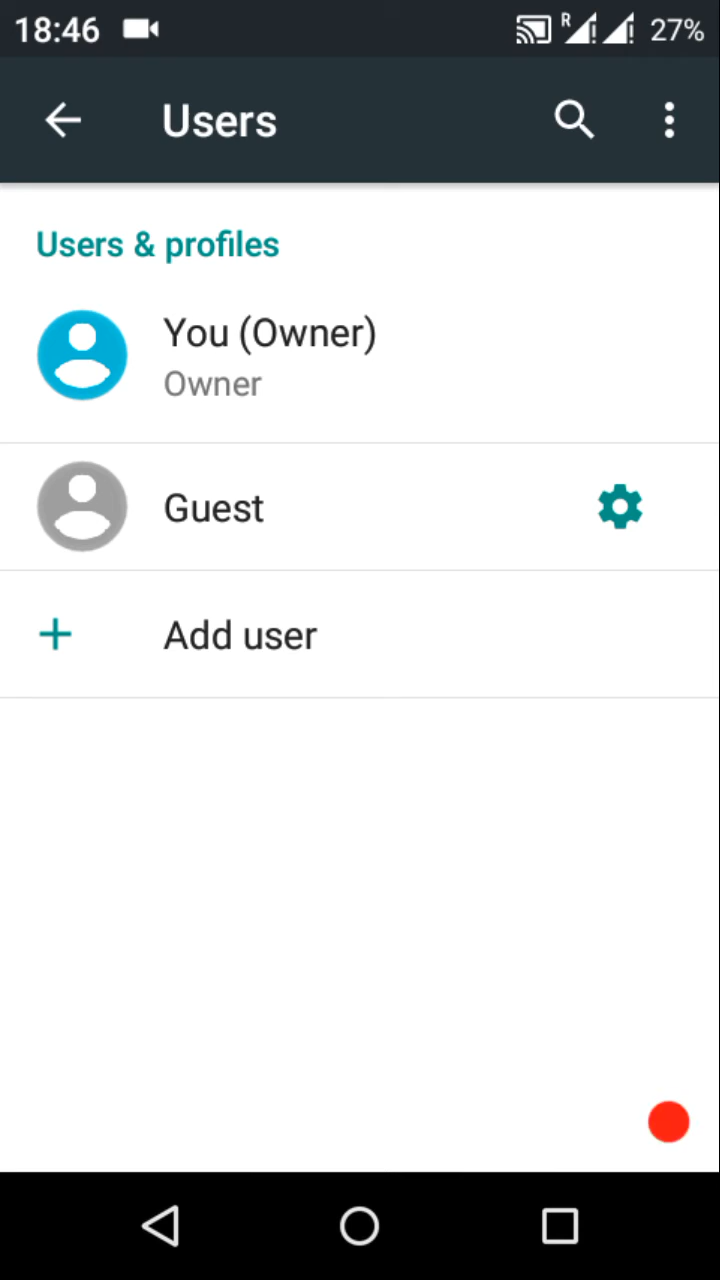 18:46 R 27%
Users
Users & profiles
You (Owner)
Owner
Guest
Add user